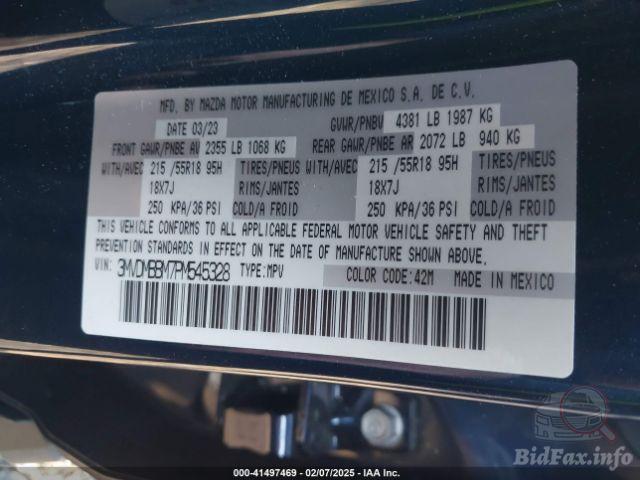 MFD. BY MAZDA MOTOR MANUFACTURING DE MEXICO S.A. DE C.V.
DATE 03/23 GVWR/PNBV 4381 LB 1987 KG
FRONT GAWR/PNBE AV 2355 LB 1068 KG REAR GAWR/PNBE AR 2072 LB 940 KG
WITH/AVEC 215 /55R18 95H TIRES/PNEUS WITH/AVEC 215 /55R18 95H TIRES/PNEUS
18X7J RIMS/JANTES 18X7J RIMS/JANTES
250 KPA/36 PSI COLD/A FROID 250 KPA/36 PSI COLD/A FROID
THIS VEHICLE CONFORMS TO ALL APPLICABLE FEDERAL MOTOR VEHICLE SAFETY AND THEFT
PREVENTION STANDARDS IN EFFECT ON THE DATE OF MANUFACTURE SHOWN ABOVE.
VIN: 3MVDMBBM7PM545328 TYPE:MPV COLOR CODE:42M MADE IN MEXICO
000-41497469 — 02/07/2025 — IAA Inc.
BidFax.info